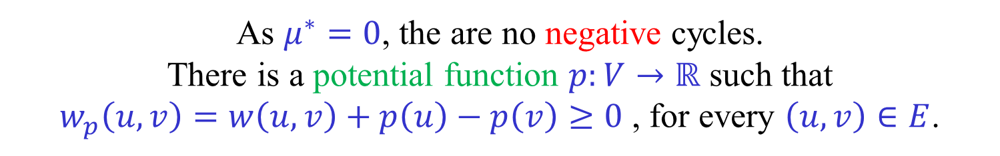 As μ* = 0, the are no negative cycles.
There is a potential function p: V → ℝ such that
w_p(u, v) = w(u, v) + p(u) − p(v) ≥ 0 , for every (u, v) ∈ E.